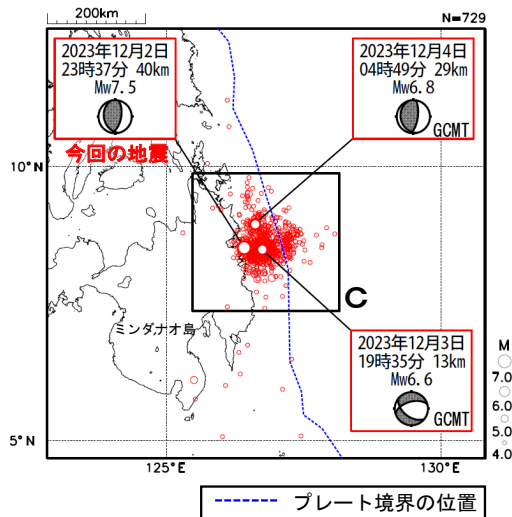 200km
N=729
2023年12月2日
23時37分 40km
Mw7.5
今回の地震
2023年12月4日
04時49分 29km
Mw6.8
GCMT
10°N
C
ミンダナオ島
2023年12月3日
19時35分 13km
Mw6.6
GCMT
M
7.0
6.0
5.0
4.0
5°N
125°E
130°E
プレート境界の位置